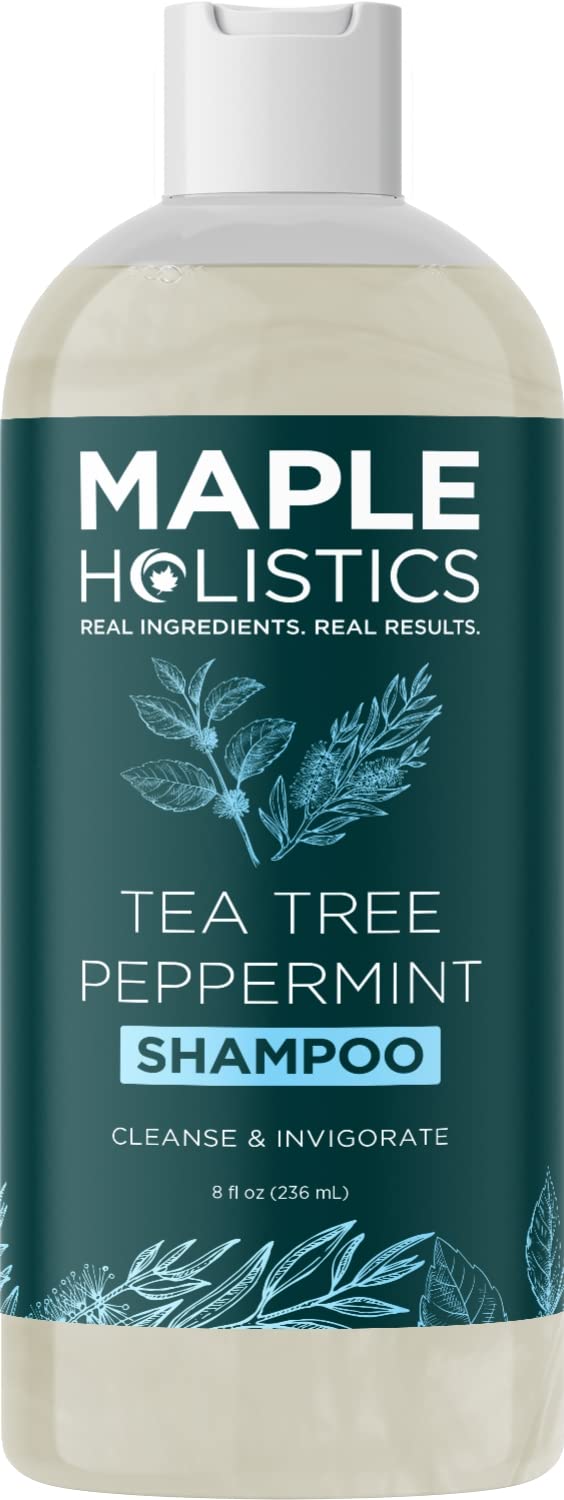 MAPLE
HOLISTICS
REAL INGREDIENTS. REAL RESULTS.
TEA TREE
PEPPERMINT
SHAMPOO
CLEANSE & INVIGORATE
8 fl oz (236 mL)